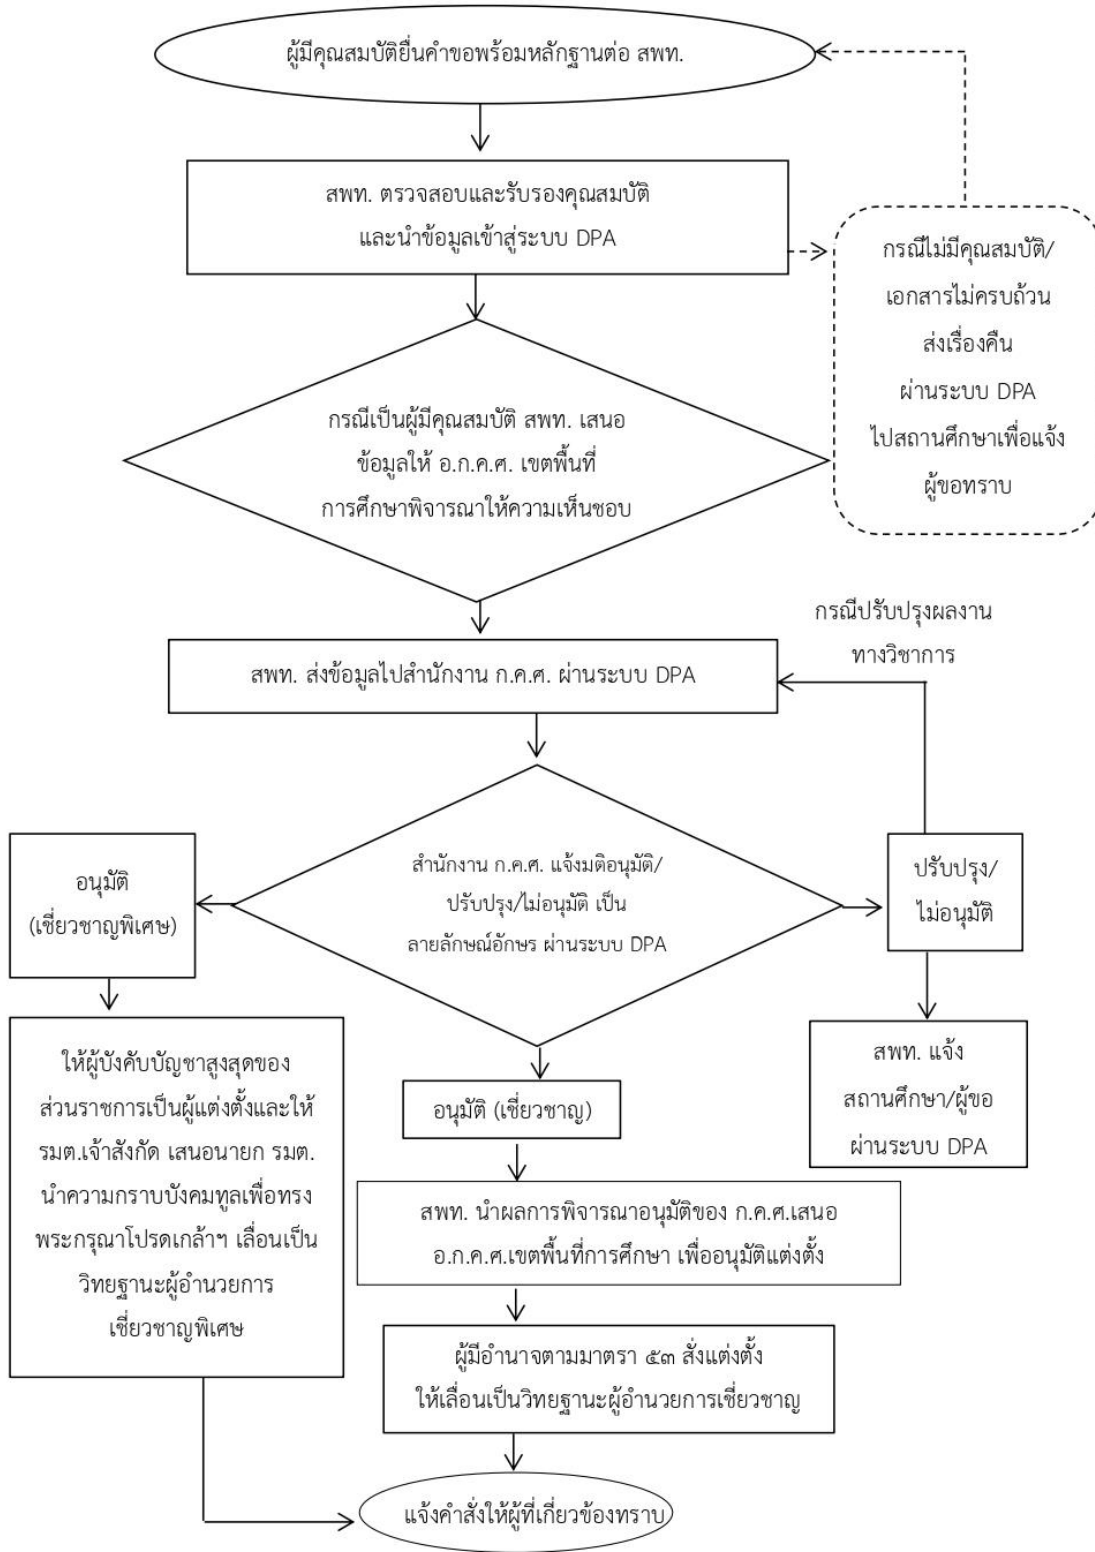 ผู้มีคุณสมบัติยื่นคำขอพร้อมหลักฐานต่อ สพท.
สพท. ตรวจสอบและรับรองคุณสมบัติ
และนำข้อมูลเข้าสู่ระบบ DPA
กรณีไม่มีคุณสมบัติ/
เอกสารไม่ครบถ้วน
ส่งเรื่องคืน
ผ่านระบบ DPA
ไปสถานศึกษาเพื่อแจ้ง
ผู้ขอทราบ
กรณีเป็นผู้มีคุณสมบัติ สพท. เสนอ
ข้อมูลให้ อ.ก.ค.ศ. เขตพื้นที่
การศึกษาพิจารณาให้ความเห็นชอบ
กรณีปรับปรุงผลงาน
ทางวิชาการ
สพท. ส่งข้อมูลไปสำนักงาน ก.ค.ศ. ผ่านระบบ DPA
สำนักงาน ก.ค.ศ. แจ้งมติอนุมัติ/
ปรับปรุง/ไม่อนุมัติ เป็น
ลายลักษณ์อักษร ผ่านระบบ DPA
อนุมัติ
(เชี่ยวชาญพิเศษ)
ปรับปรุง/
ไม่อนุมัติ
ให้ผู้บังคับบัญชาสูงสุดของ
ส่วนราชการเป็นผู้แต่งตั้งและให้
รมต.เจ้าสังกัด เสนอนายก รมต.
นำความกราบบังคมทูลเพื่อทรง
พระกรุณาโปรดเกล้าฯ เลื่อนเป็น
วิทยฐานะผู้อำนวยการ
เชี่ยวชาญพิเศษ
อนุมัติ (เชี่ยวชาญ)
สพท. แจ้ง
สถานศึกษา/ผู้ขอ
ผ่านระบบ DPA
สพท. นำผลการพิจารณาอนุมัติของ ก.ค.ศ.เสนอ
อ.ก.ค.ศ.เขตพื้นที่การศึกษา เพื่ออนุมัติแต่งตั้ง
ผู้มีอำนาจตามมาตรา ๕๓ สั่งแต่งตั้ง
ให้เลื่อนเป็นวิทยฐานะผู้อำนวยการเชี่ยวชาญ
แจ้งคำสั่งให้ผู้ที่เกี่ยวข้องทราบ